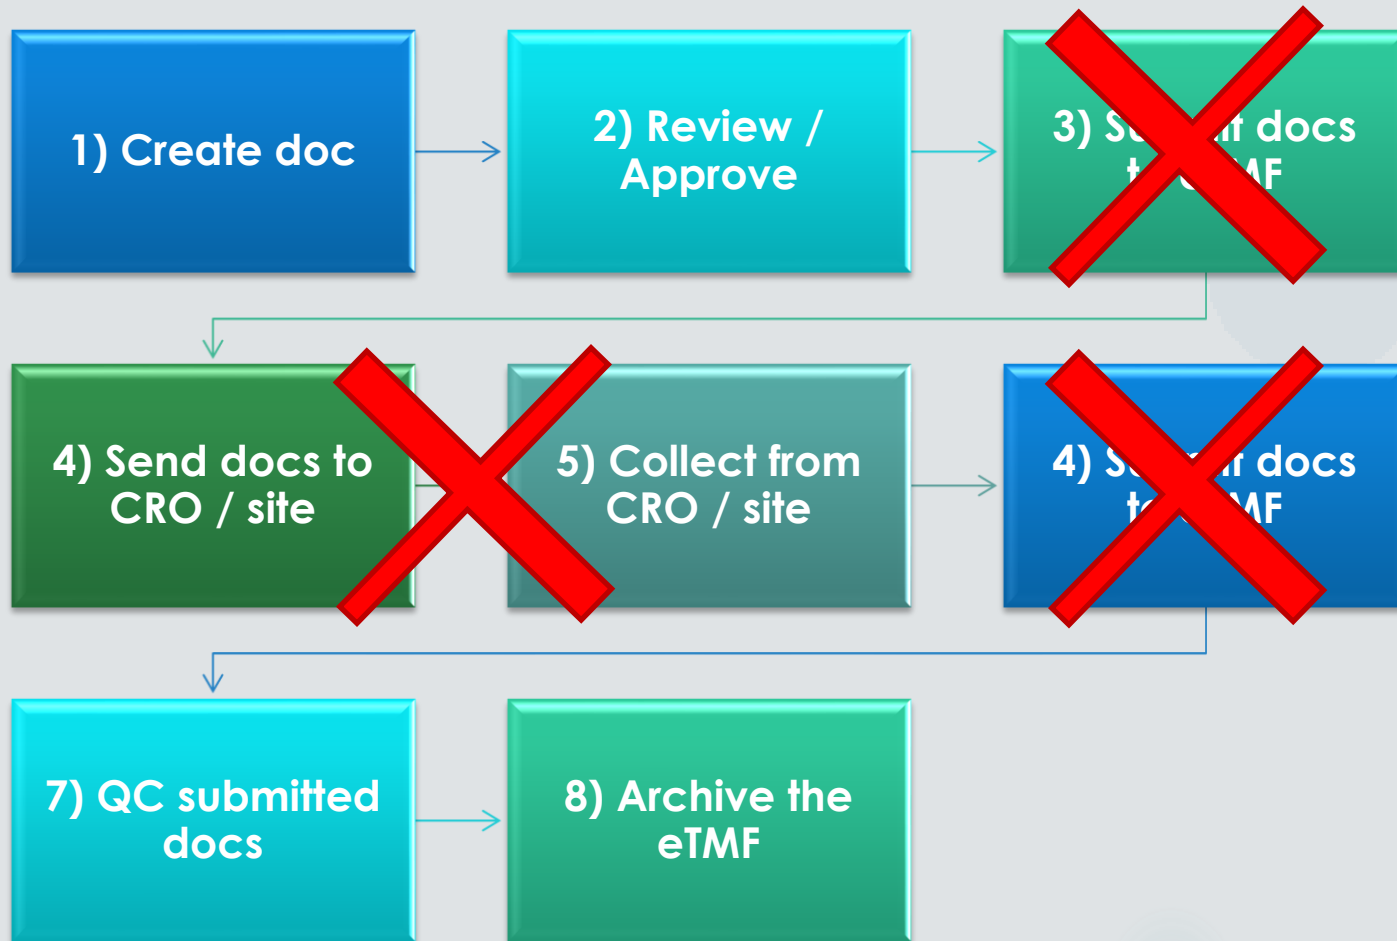 1) Create doc
2) Review /
Approve
3) docs
4) Send docs to
CRO / site
5) Collect from
CRO / site
4) docs
7) QC submitted
docs
8) Archive the
eTMF